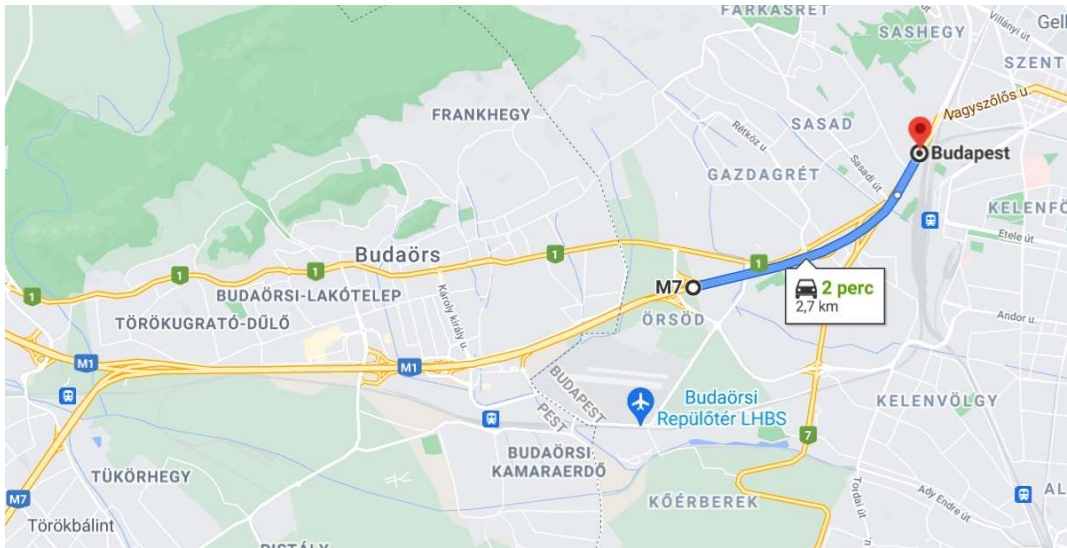 FARKASRÉT
Villányi út
Gell
SASHEGY
SZENT
FRANKHEGY
Nagyszőlős u.
SASAD
Rétköz u.
Budapest
GAZDAGRÉT
Sasadi út
KELENFÖ
Etele út
1
Budaörs
1
1
1
1
M7
2 perc
2,7 km
BUDAÖRSI-LAKÓTELEP
Károly király u.
ÖRSÖD
TÖRÖKUGRATÓ-DŰLŐ
Andor u.
M1
M1
BUDAPEST
PEST
Budaörsi
Repülőtér LHBS
KELENVÖLGY
7
BUDAÖRSI
KAMARAERDŐ
TÜKÖRHEGY
Tordai út
Ady Endre út
AL
M7
KŐÉRBEREK
Törökbálint